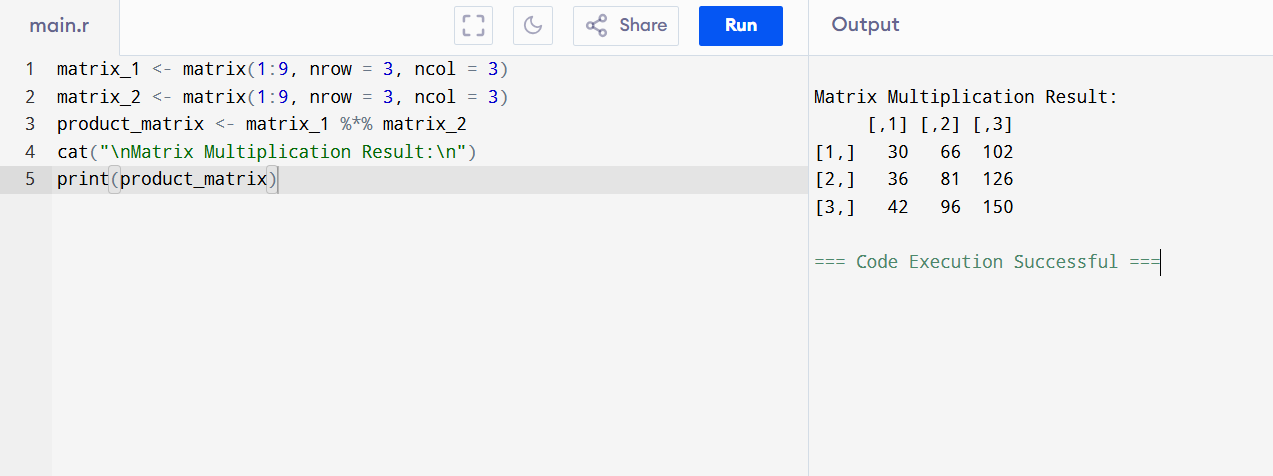 main.r
Share
Run
Output
1 matrix_1 <- matrix(1:9, nrow = 3, ncol = 3)
2 matrix_2 <- matrix(1:9, nrow = 3, ncol = 3)
3 product_matrix <- matrix_1 %*% matrix_2
4 cat("\nMatrix Multiplication Result:\n")
5 print(product_matrix)
Matrix Multiplication Result:
     [,1] [,2] [,3]
[1,]   30   66  102
[2,]   36   81  126
[3,]   42   96  150
=== Code Execution Successful ===